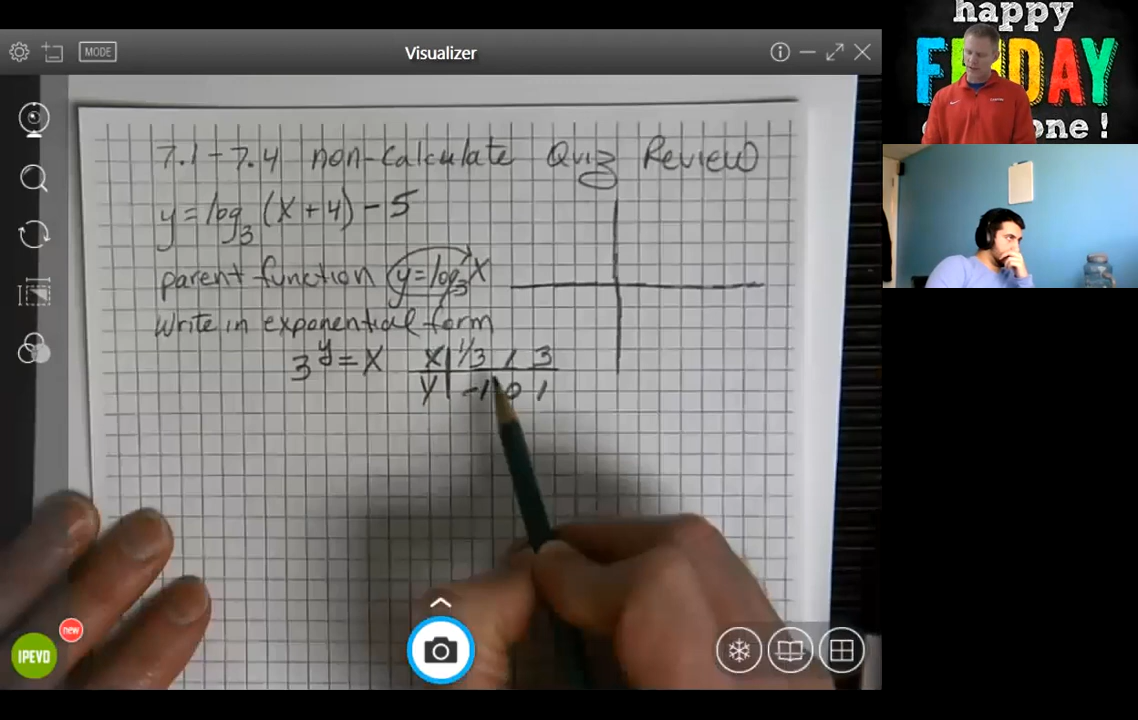 happy
FRIDAY
one !
MODE
Visualizer
7.1-7.4 non-Calculate Quiz Review
y = log₃ (x + 4) - 5
parent function y = log₃ x
Write in exponential form
3^y = x
x | 1/3 1 3
y | -1 0 1
new
IPEVO